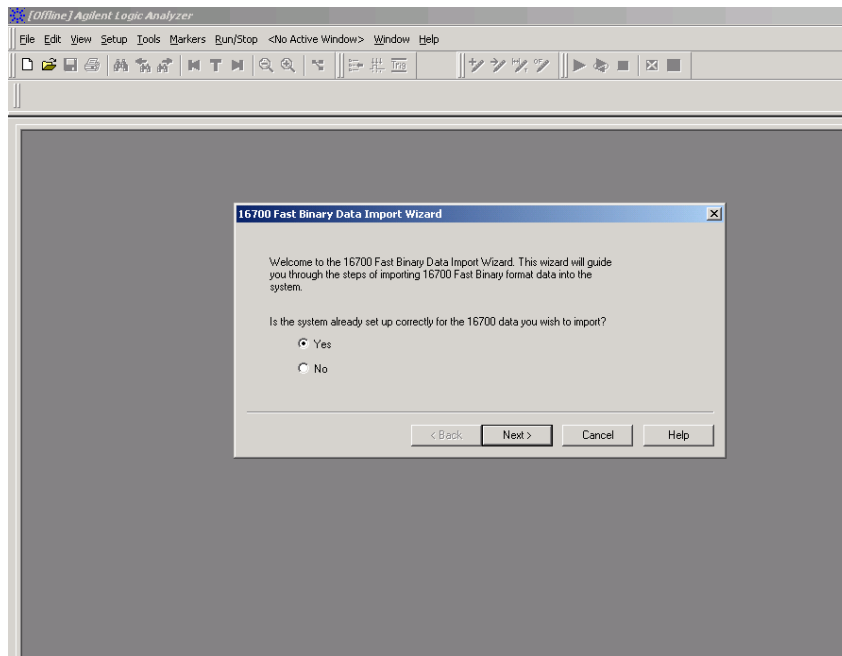 [Offline] Agilent Logic Analyzer
File Edit View Setup Tools Markers Run/Stop <No Active Window> Window Help
T Trig
16700 Fast Binary Data Import Wizard
Welcome to the 16700 Fast Binary Data Import Wizard. This wizard will guide
you through the steps of importing 16700 Fast Binary format data into the
system.
Is the system already set up correctly for the 16700 data you wish to import?
Yes
No
< Back Next > Cancel Help